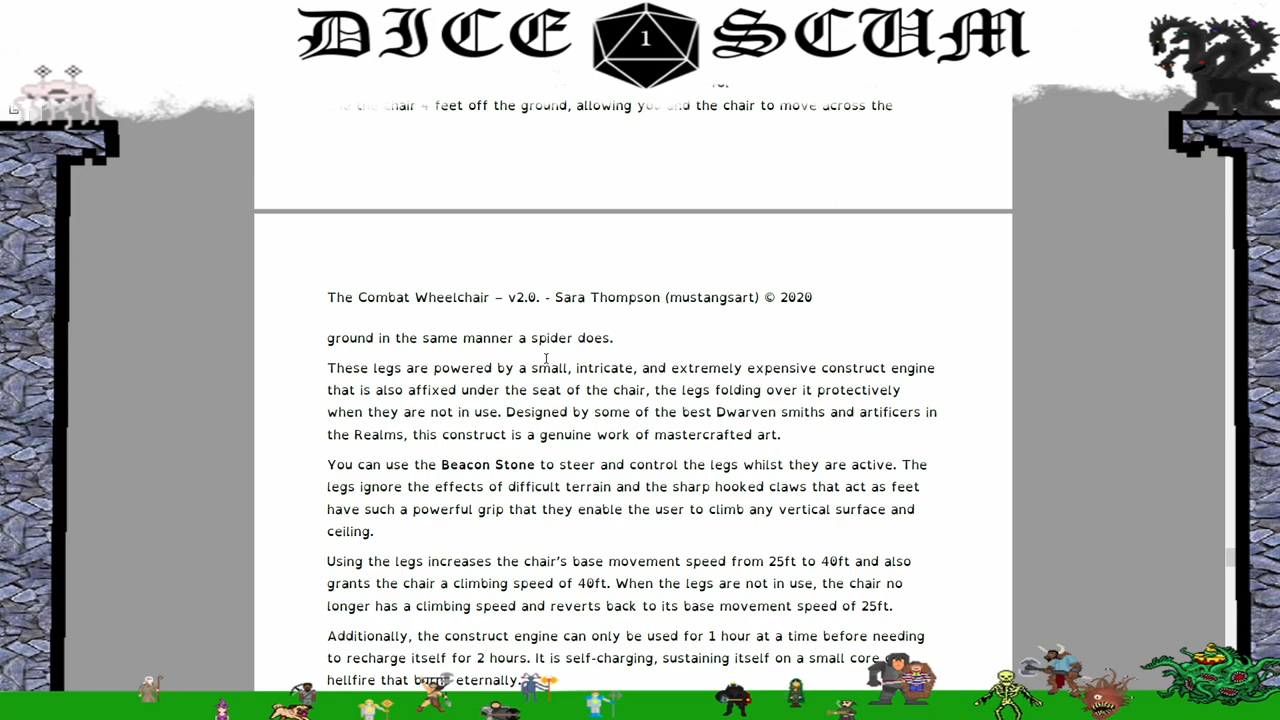 DICE 1 SCUM
the chair 4 feet off the ground, allowing you and the chair to move across the
The Combat Wheelchair – v2.0. - Sara Thompson (mustangsart) © 2020
ground in the same manner a spider does.
These legs are powered by a small, intricate, and extremely expensive construct engine
that is also affixed under the seat of the chair, the legs folding over it protectively
when they are not in use. Designed by some of the best Dwarven smiths and artificers in
the Realms, this construct is a genuine work of mastercrafted art.
You can use the Beacon Stone to steer and control the legs whilst they are active. The
legs ignore the effects of difficult terrain and the sharp hooked claws that act as feet
have such a powerful grip that they enable the user to climb any vertical surface and
ceiling.
Using the legs increases the chair's base movement speed from 25ft to 40ft and also
grants the chair a climbing speed of 40ft. When the legs are not in use, the chair no
longer has a climbing speed and reverts back to its base movement speed of 25ft.
Additionally, the construct engine can only be used for 1 hour at a time before needing
to recharge itself for 2 hours. It is self-charging, sustaining itself on a small core
hellfire that burns eternally.